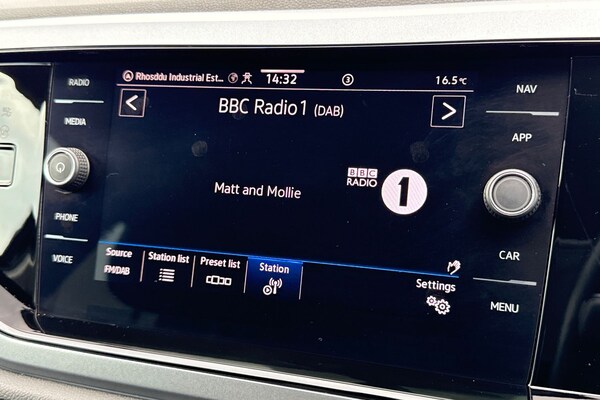 RADIO
MEDIA
PHONE
VOICE
A Rhosddu Industrial Est...
14:32
3
16.5°C
< BBC Radio1 (DAB) >
Matt and Mollie
BBC
RADIO
1
Source
FM/DAB
Station list
Preset list
Station
Settings
NAV
APP
CAR
MENU